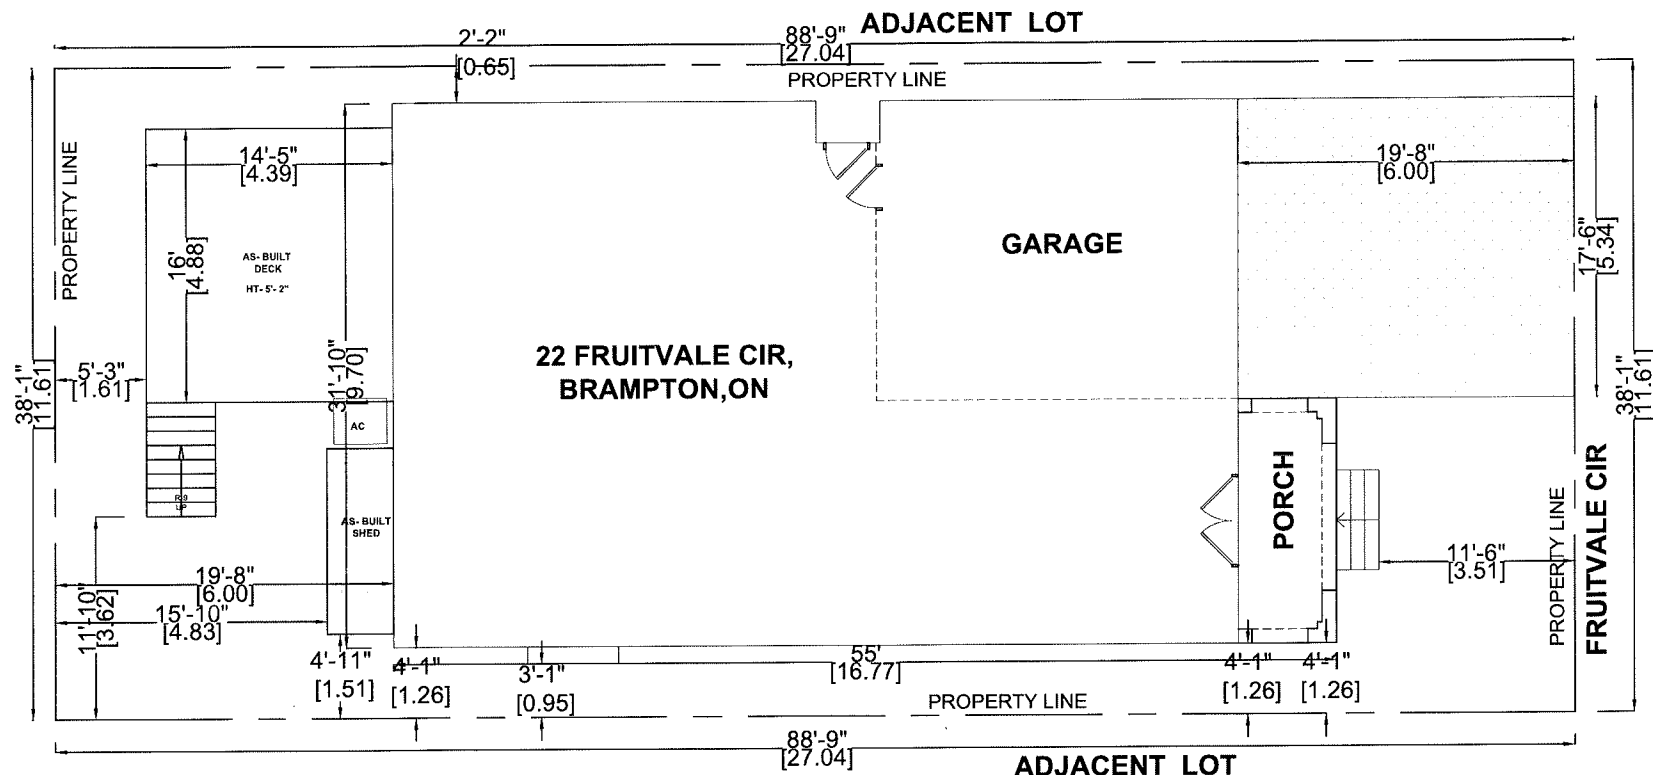 ADJACENT LOT
2'-2"
[0.65]
88'-9"
[27.04]
PROPERTY LINE
PROPERTY LINE
14'-5"
[4.39]
19'-8"
[6.00]
16'
[4.88]
AS- BUILT
DECK
HT- 5'- 2"
GARAGE
17'-6"
[5.34]
31'-10"
[9.70]
22 FRUITVALE CIR,
BRAMPTON,ON
5'-3"
[1.61]
38'-1"
[11.61]
38'-1"
[11.61]
AC
R-9
UP
AS- BUILT
SHED
PORCH
FRUITVALE CIR
PROPERTY LINE
11'-6"
[3.51]
19'-8"
[6.00]
15'-10"
[4.83]
11'-10"
[3.62]
4'-11"
[1.51]
4'-1"
[1.26]
3'-1"
[0.95]
55'
[16.77]
4'-1"
[1.26]
4'-1"
[1.26]
PROPERTY LINE
88'-9"
[27.04]
ADJACENT LOT